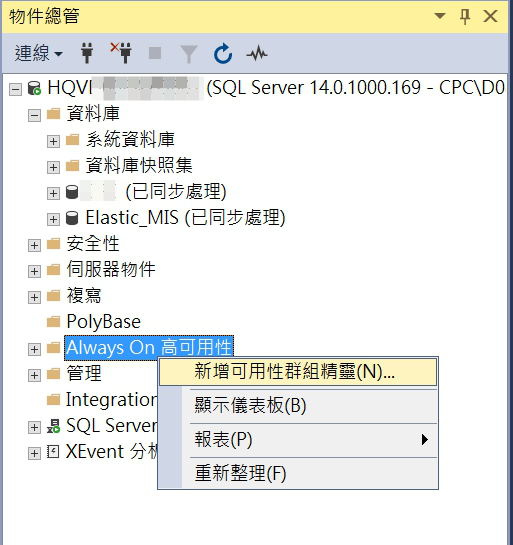 物件總管
連線
HQVI (SQL Server 14.0.1000.169 - CPC\D0
資料庫
系統資料庫
資料庫快照集
(已同步處理)
Elastic_MIS (已同步處理)
安全性
伺服器物件
複寫
PolyBase
Always On 高可用性
新增可用性群組精靈(N)...
管理
顯示儀表板(B)
Integration
SQL Server
報表(P)
XEvent 分析
重新整理(F)